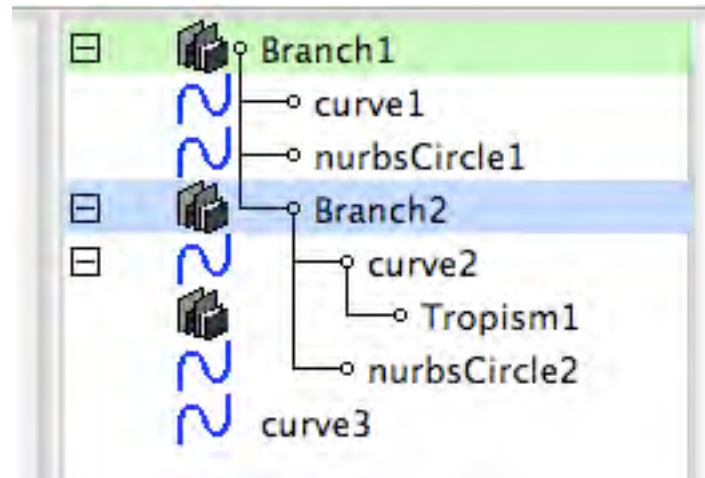 Branch1
curve1
nurbsCircle1
Branch2
curve2
Tropism1
nurbsCircle2
curve3